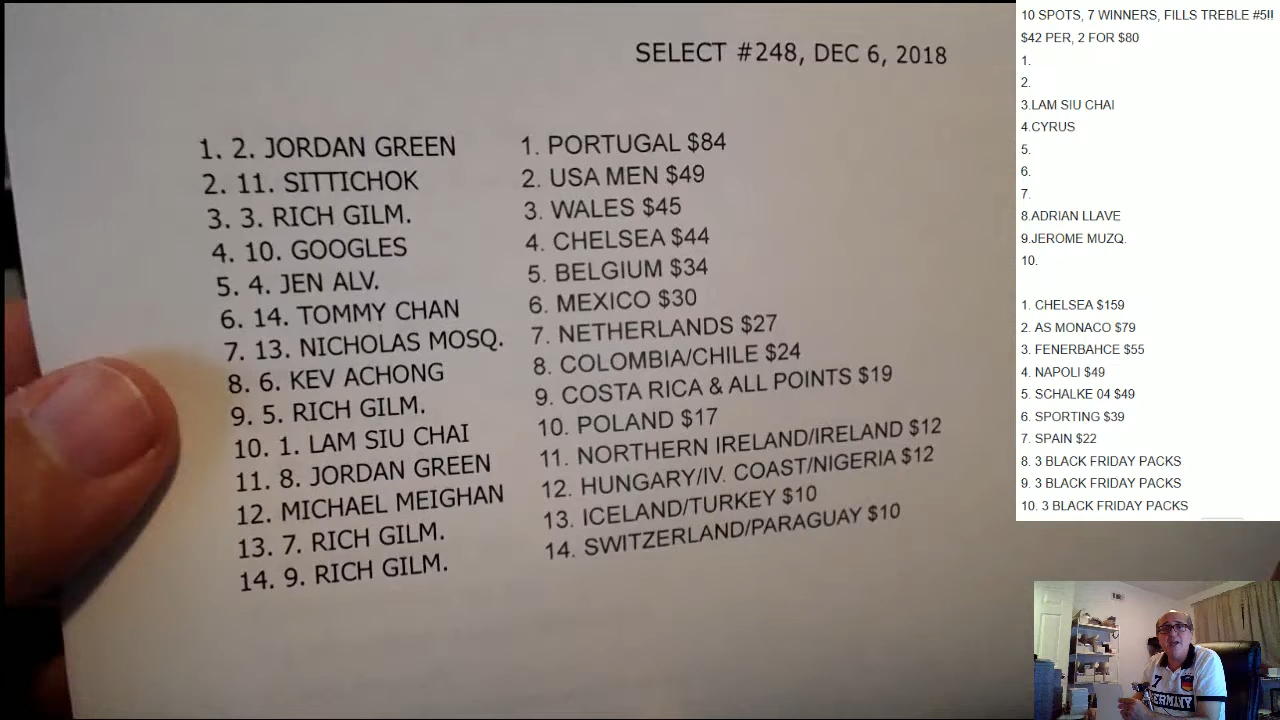 SELECT #248, DEC 6, 2018
1. 2. JORDAN GREEN
2. 11. SITTICHOK
3. 3. RICH GILM.
4. 10. GOOGLES
5. 4. JEN ALV.
6. 14. TOMMY CHAN
7. 13. NICHOLAS MOSQ.
8. 6. KEV ACHONG
9. 5. RICH GILM.
10. 1. LAM SIU CHAI
11. 8. JORDAN GREEN
12. MICHAEL MEIGHAN
13. 7. RICH GILM.
14. 9. RICH GILM.
1. PORTUGAL $84
2. USA MEN $49
3. WALES $45
4. CHELSEA $44
5. BELGIUM $34
6. MEXICO $30
7. NETHERLANDS $27
8. COLOMBIA/CHILE $24
9. COSTA RICA & ALL POINTS $19
10. POLAND $17
11. NORTHERN IRELAND/IRELAND $12
12. HUNGARY/IV. COAST/NIGERIA $12
13. ICELAND/TURKEY $10
14. SWITZERLAND/PARAGUAY $10
10 SPOTS, 7 WINNERS, FILLS TREBLE #5!!
$42 PER, 2 FOR $80
1.
2.
3.LAM SIU CHAI
4.CYRUS
5.
6.
7.
8.ADRIAN LLAVE
9.JEROME MUZQ.
10.
1. CHELSEA $159
2. AS MONACO $79
3. FENERBAHCE $55
4. NAPOLI $49
5. SCHALKE 04 $49
6. SPORTING $39
7. SPAIN $22
8. 3 BLACK FRIDAY PACKS
9. 3 BLACK FRIDAY PACKS
10. 3 BLACK FRIDAY PACKS
7
GERMANY